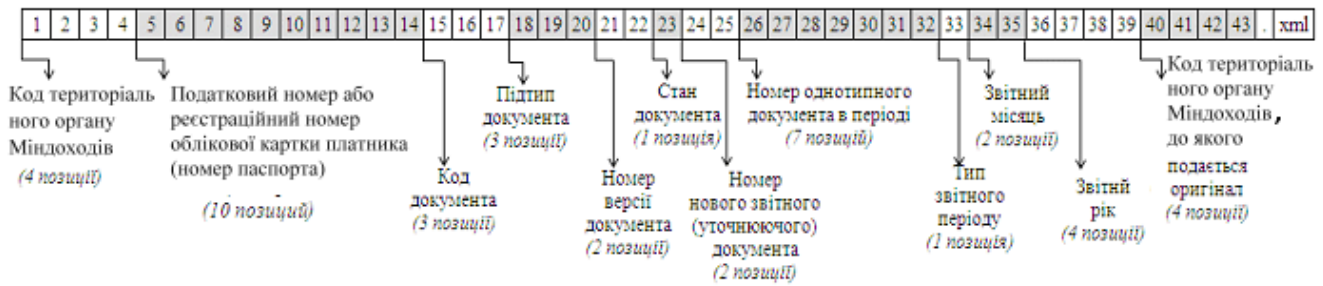 1 2 3 4 5 6 7 8 9 10 11 12 13 14 15 16 17 18 19 20 21 22 23 24 25 26 27 28 29 30 31 32 33 34 35 36 37 38 39 40 41 42 43 . xml
Код територіаль
ного органу
Міндоходів
(4 позиції)
Податковий номер або
реєстраційний номер
облікової картки платника
(номер паспорта)
(10 позиций)
Код
документа
(3 позиції)
Підтип
документа
(3 позиції)
Номер
версії
документа
(2 позиції)
Стан
документа
(1 позиція)
Номер
нового звітного
(уточнюючого)
документа
(2 позиції)
Номер однотипного
документа в періоді
(7 позицій)
Тип
звітного
періоду
(1 позиція)
Звітний
місяць
(2 позиції)
Звітнй
рік
(4 позиції)
Код територіаль
ного органу
Міндоходів,
до якого
подається
оригінал
(4 позиції)